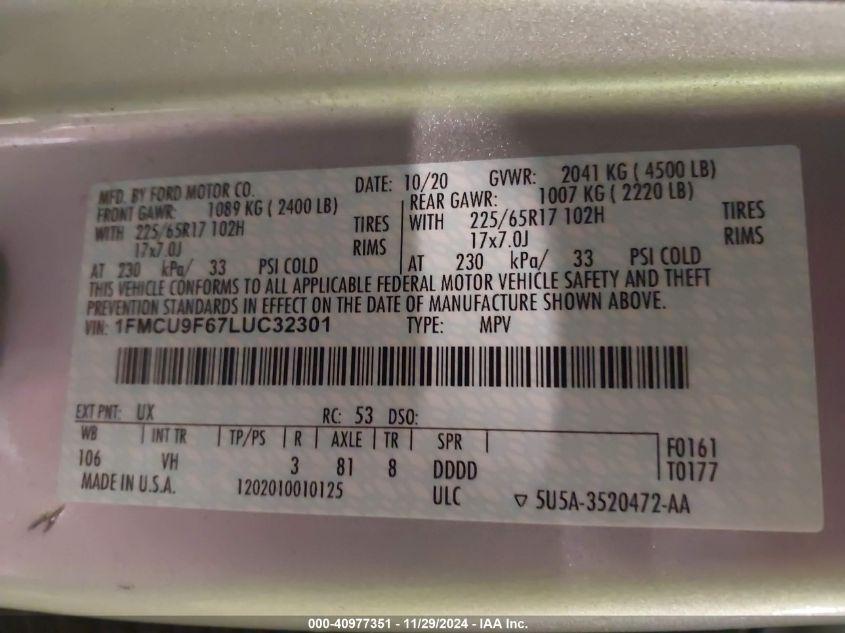 MFD. BY FORD MOTOR CO. DATE: 10/20 GVWR: 2041 KG ( 4500 LB)
FRONT GAWR: 1089 KG ( 2400 LB) REAR GAWR: 1007 KG ( 2220 LB)
WITH 225/65R17 102H TIRES WITH 225/65R17 102H TIRES
17x7.0J RIMS 17x7.0J RIMS
AT 230 kPa/ 33 PSI COLD AT 230 kPa/ 33 PSI COLD
THIS VEHICLE CONFORMS TO ALL APPLICABLE FEDERAL MOTOR VEHICLE SAFETY AND THEFT
PREVENTION STANDARDS IN EFFECT ON THE DATE OF MANUFACTURE SHOWN ABOVE.
VIN: 1FMCU9F67LUC32301 TYPE: MPV
EXT PNT: UX RC: 53 DSO:
WB INT TR TP/PS R AXLE TR SPR F0161
106 VH 3 81 8 DDDD T0177
MADE IN U.S.A. 1202010010125 ULC ▽ 5U5A-3520472-AA
000-40977351 - 11/29/2024 - IAA Inc.